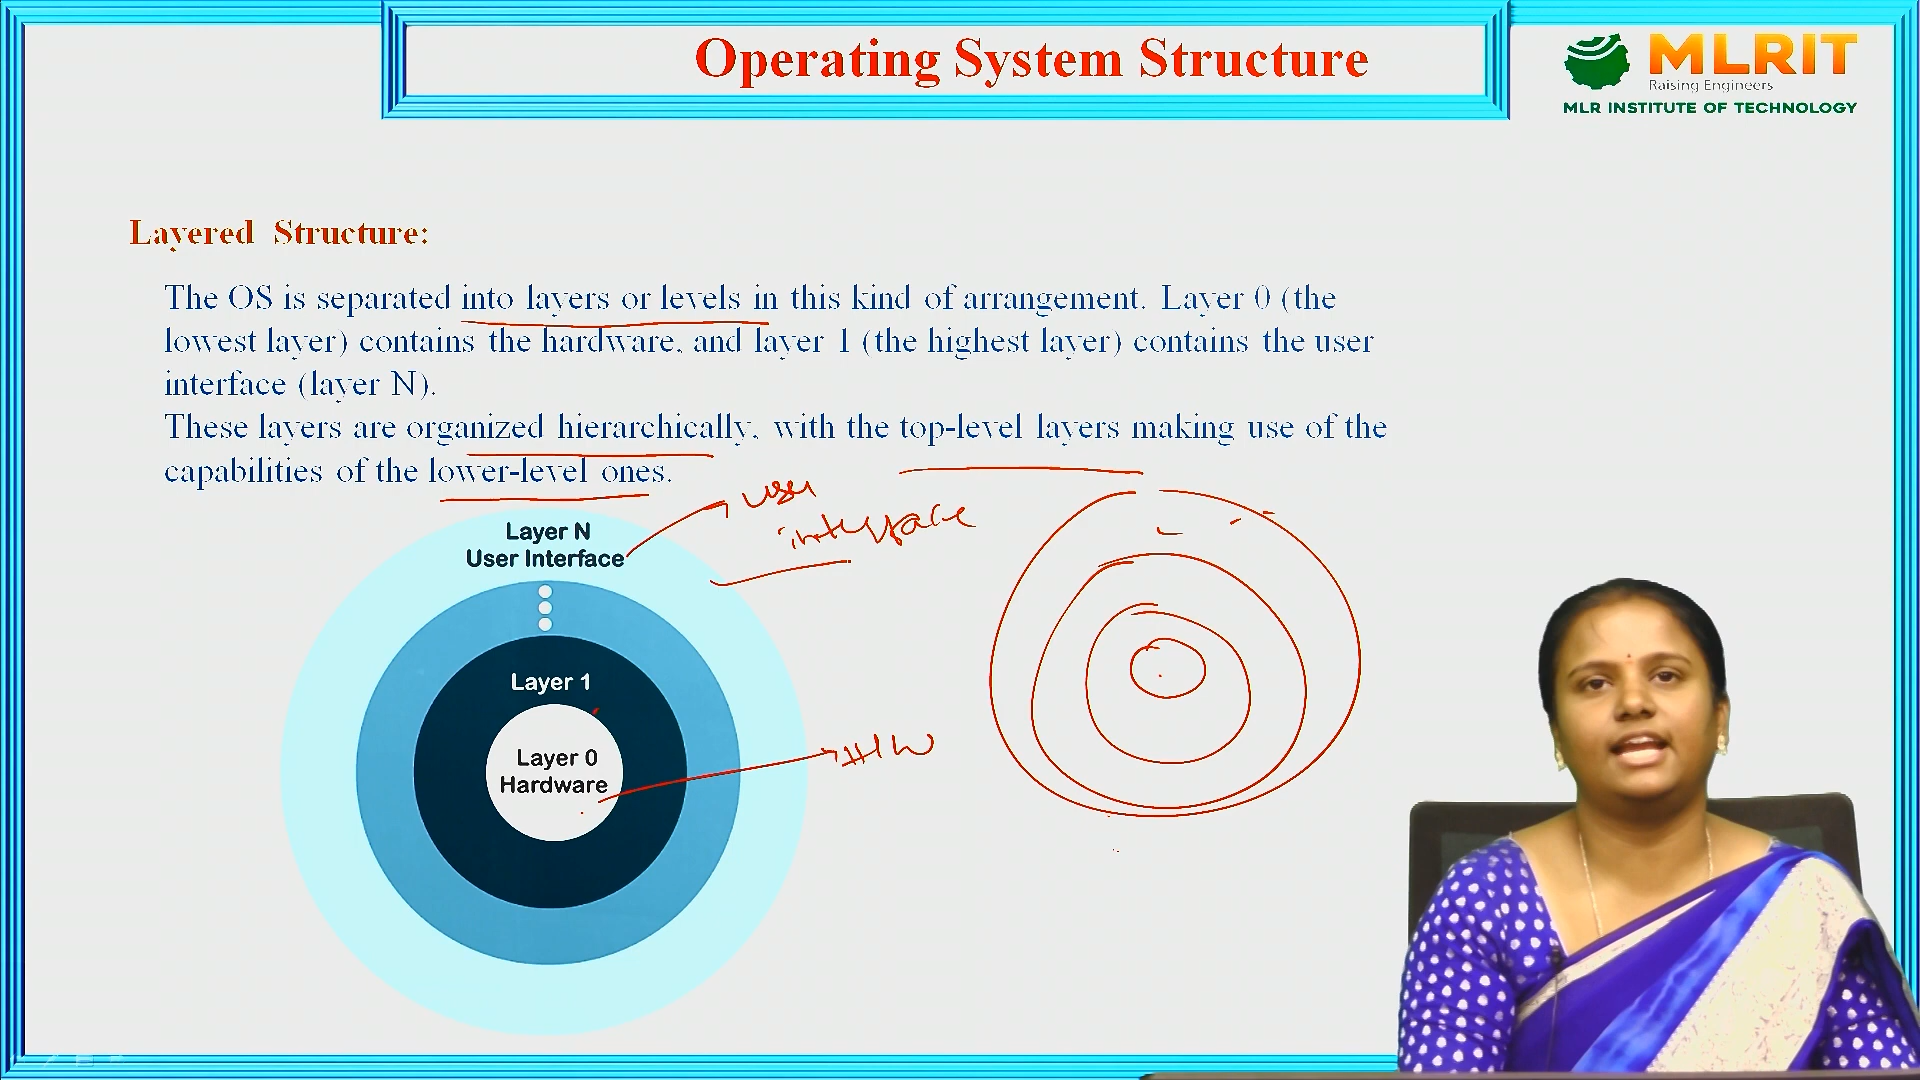 Operating System Structure
MLRIT
Raising Engineers
MLR INSTITUTE OF TECHNOLOGY
Layered Structure:
The OS is separated into layers or levels in this kind of arrangement. Layer 0 (the
lowest layer) contains the hardware, and layer 1 (the highest layer) contains the user
interface (layer N).
These layers are organized hierarchically, with the top-level layers making use of the
capabilities of the lower-level ones.
user
interface
Layer N
User Interface
Layer 1
Layer 0
Hardware
H/W